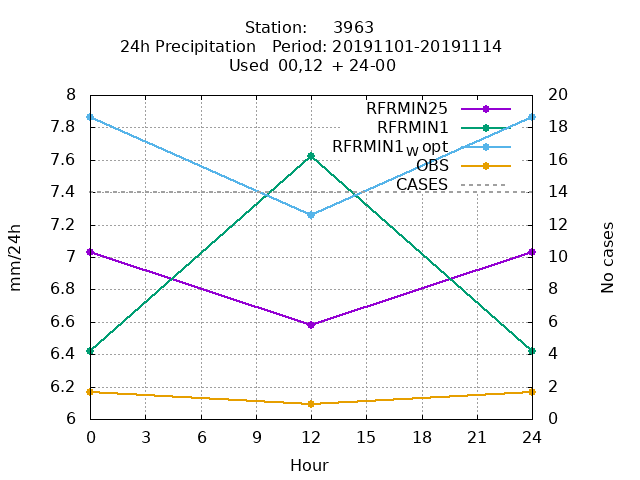 Station: 3963
24h Precipitation Period: 20191101-20191114
Used 00,12 + 24-00
8 20
RFRMIN25
7.8 RFRMIN1 18
RFRMIN1w opt
7.6 OBS 16
7.4 CASES 14
7.2 12
7 10
6.8 8
6.6 6
6.4 4
6.2 2
6 0
mm/24h
No cases
0 3 6 9 12 15 18 21 24
Hour